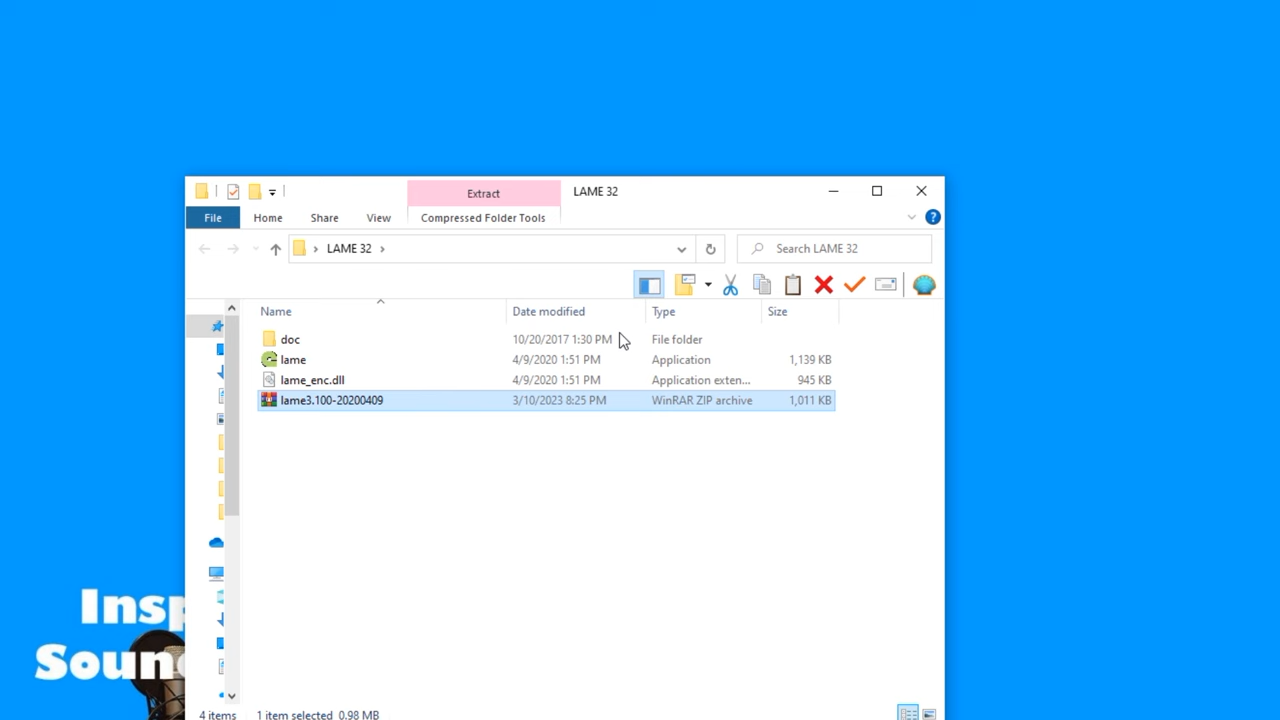 Extract
LAME 32
File
Home
Share
View
Compressed Folder Tools
LAME 32
Search LAME 32
Name
Date modified
Type
Size
doc
10/20/2017 1:30 PM
File folder
lame
4/9/2020 1:51 PM
Application
1,139 KB
lame_enc.dll
4/9/2020 1:51 PM
Application exten...
945 KB
lame3.100-20200409
3/10/2023 8:25 PM
WinRAR ZIP archive
1,011 KB
Insp
Soun
4 items
1 item selected 0.98 MB